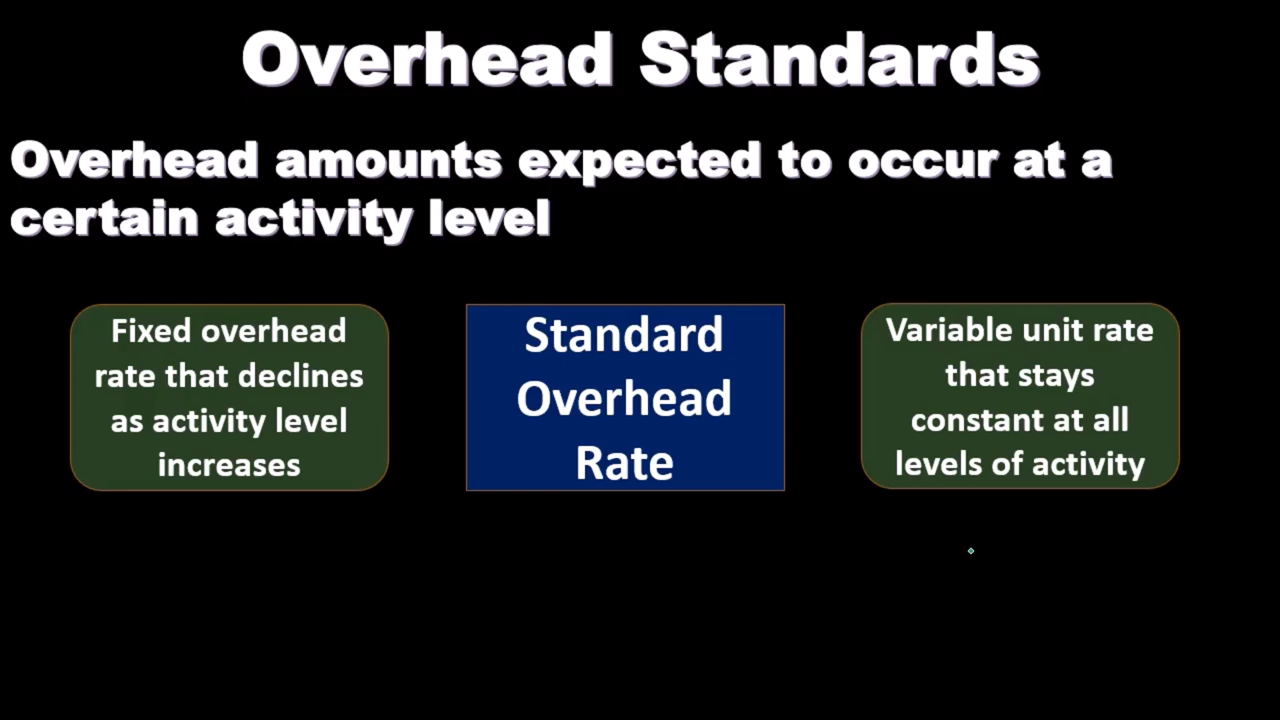 Overhead Standards
Overhead amounts expected to occur at a
certain activity level
Fixed overhead
rate that declines
as activity level
increases
Standard
Overhead
Rate
Variable unit rate
that stays
constant at all
levels of activity